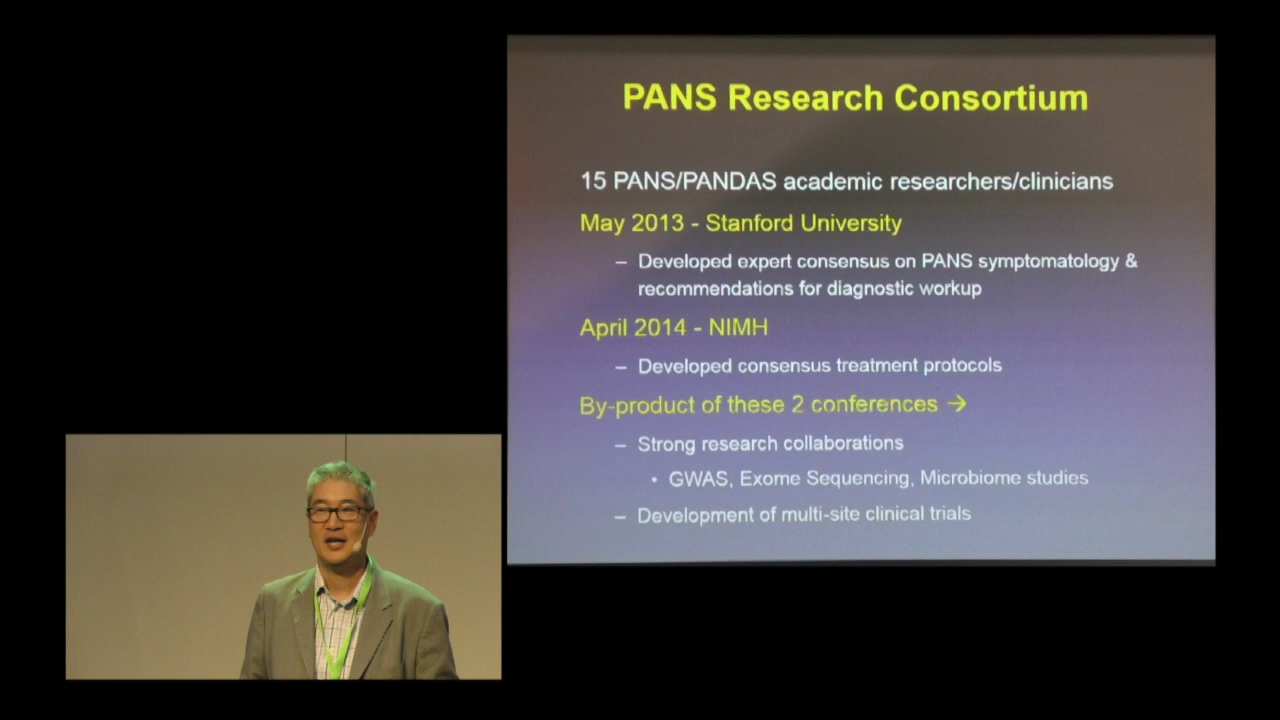 PANS Research Consortium
15 PANS/PANDAS academic researchers/clinicians
May 2013 - Stanford University
– Developed expert consensus on PANS symptomatology &
recommendations for diagnostic workup
April 2014 - NIMH
– Developed consensus treatment protocols
By-product of these 2 conferences →
– Strong research collaborations
• GWAS, Exome Sequencing, Microbiome studies
– Development of multi-site clinical trials